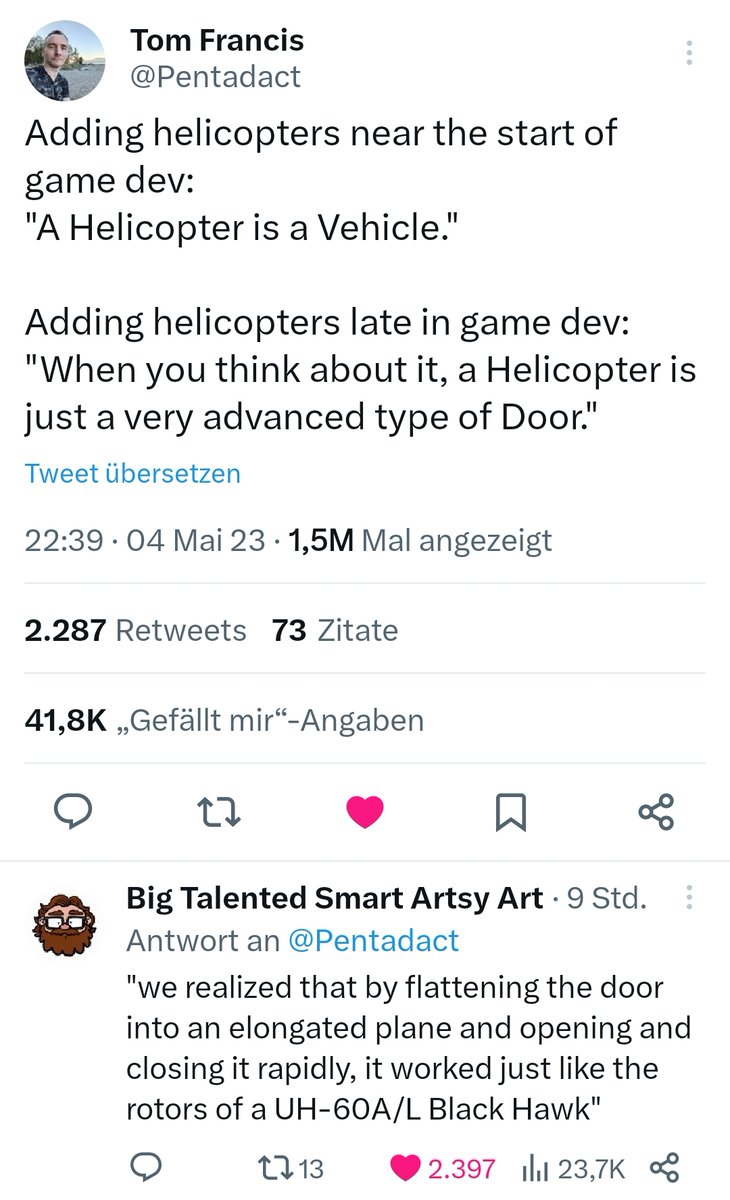 Tom Francis
@Pentadact
Adding helicopters near the start of
game dev:
"A Helicopter is a Vehicle."
Adding helicopters late in game dev:
"When you think about it, a Helicopter is
just a very advanced type of Door."
Tweet übersetzen
22:39 · 04 Mai 23 · 1,5M Mal angezeigt
2.287 Retweets 73 Zitate
41,8K „Gefällt mir“-Angaben
Big Talented Smart Artsy Art · 9 Std.
Antwort an @Pentadact
"we realized that by flattening the door
into an elongated plane and opening and
closing it rapidly, it worked just like the
rotors of a UH-60A/L Black Hawk"
13 2.397 23,7K